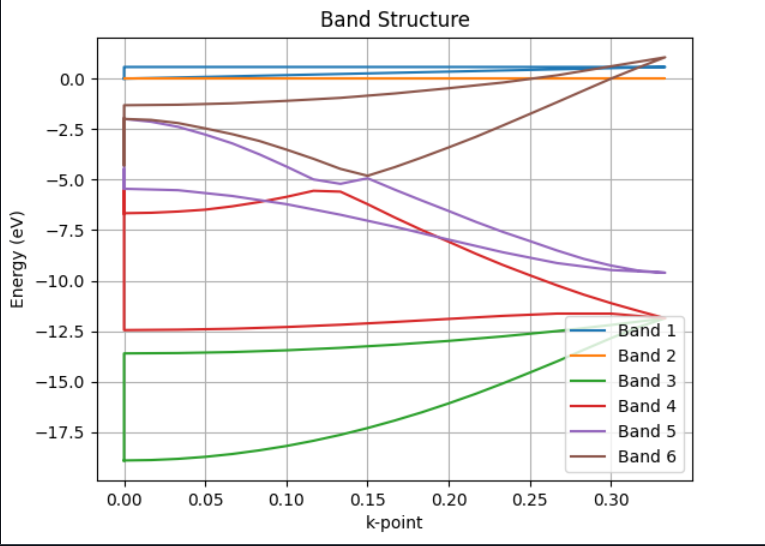 Band Structure
Energy (eV)
0.0
−2.5
−5.0
−7.5
−10.0
−12.5
−15.0
−17.5
Band 1
Band 2
Band 3
Band 4
Band 5
Band 6
0.00 0.05 0.10 0.15 0.20 0.25 0.30
k-point